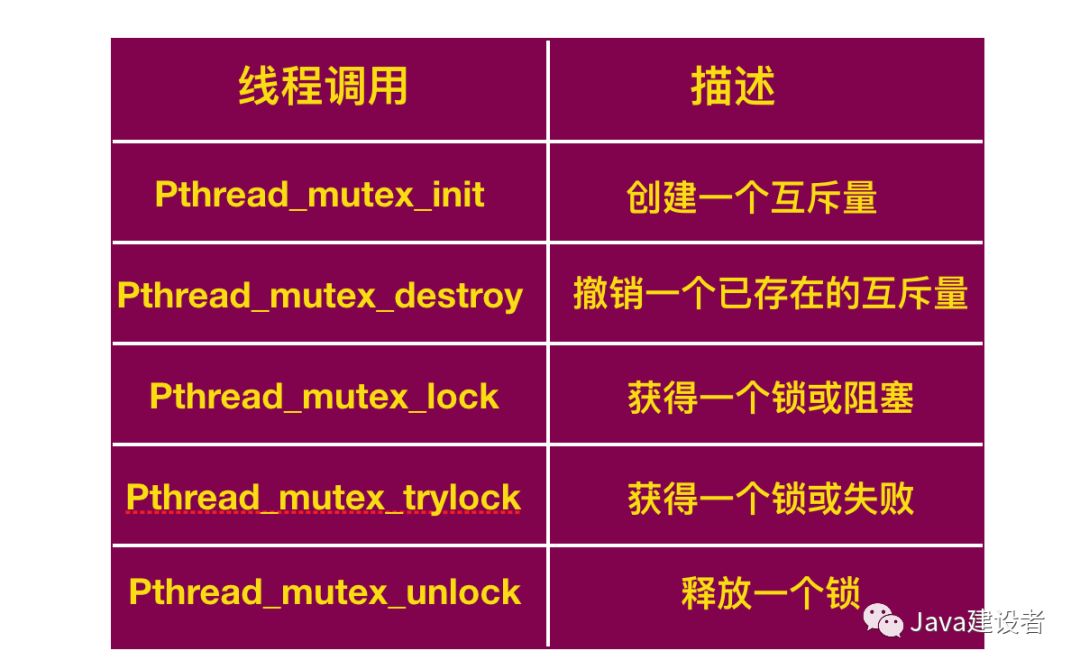 线程调用 描述
Pthread_mutex_init 创建一个互斥量
Pthread_mutex_destroy 撤销一个已存在的互斥量
Pthread_mutex_lock 获得一个锁或阻塞
Pthread_mutex_trylock 获得一个锁或失败
Pthread_mutex_unlock 释放一个锁
Java建设者